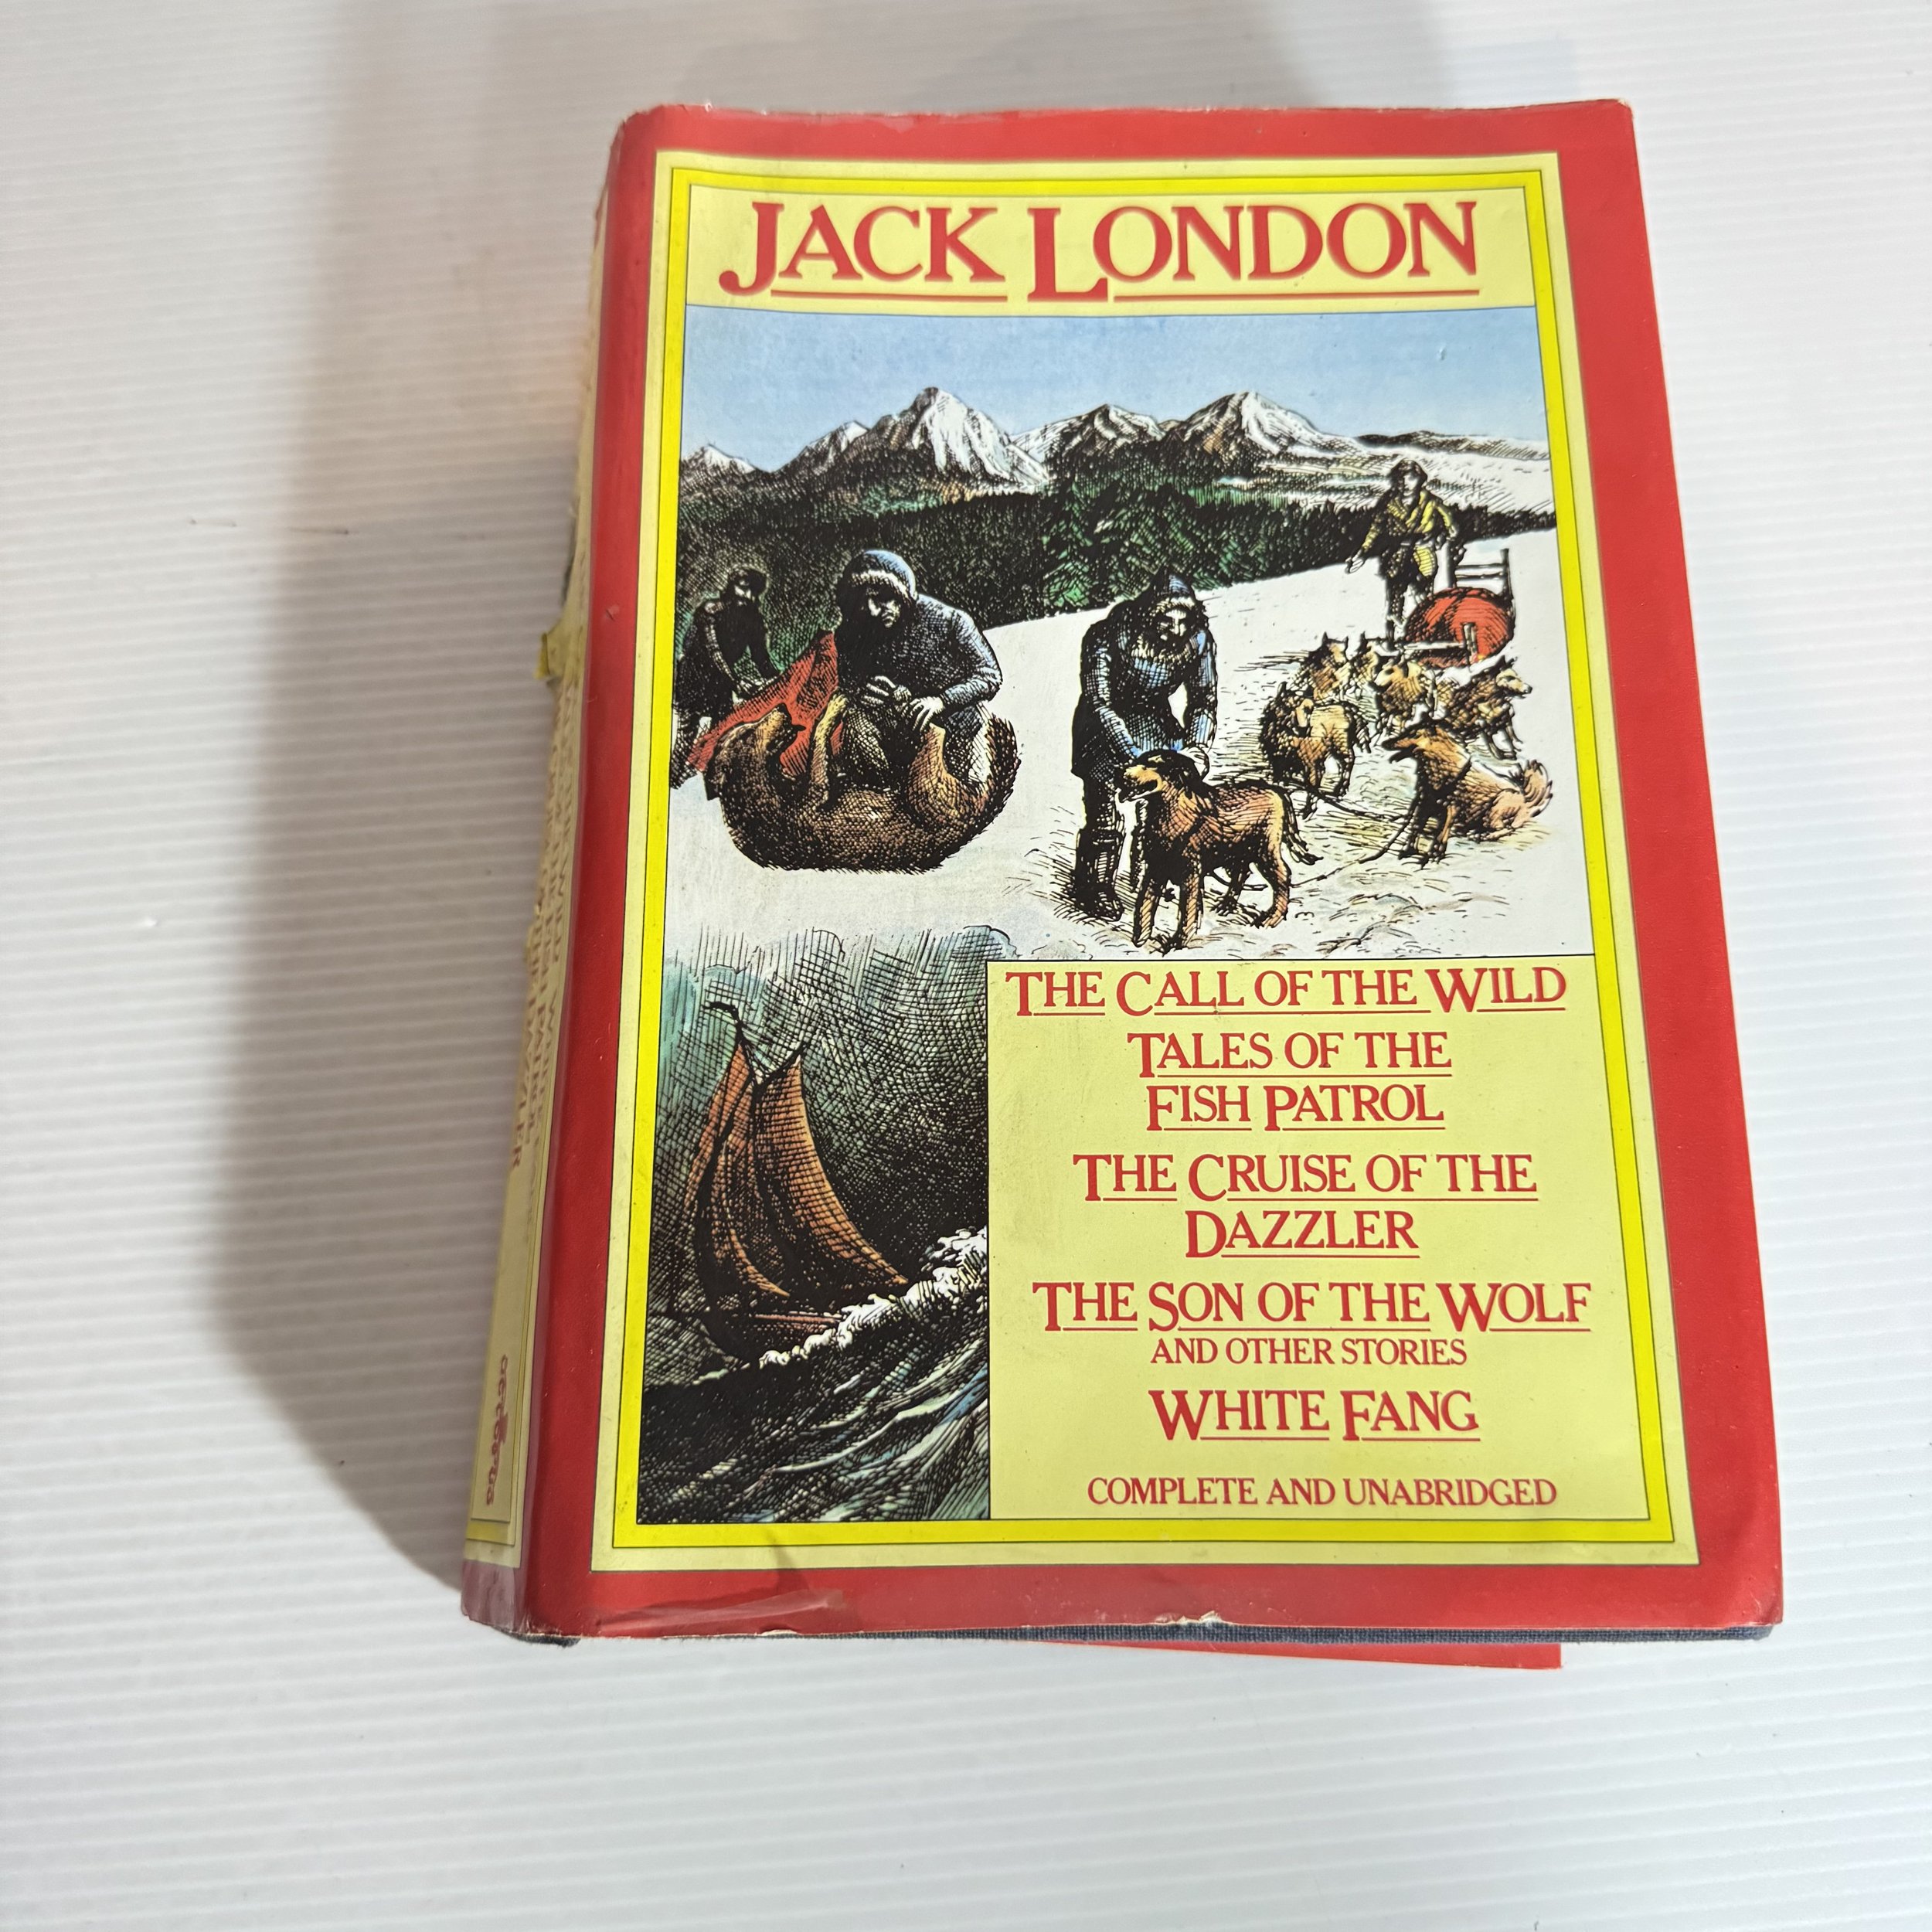 JACK LONDON
THE CALL OF THE WILD
TALES OF THE
FISH PATROL
THE CRUISE OF THE
DAZZLER
THE SON OF THE WOLF
AND OTHER STORIES
WHITE FANG
COMPLETE AND UNABRIDGED